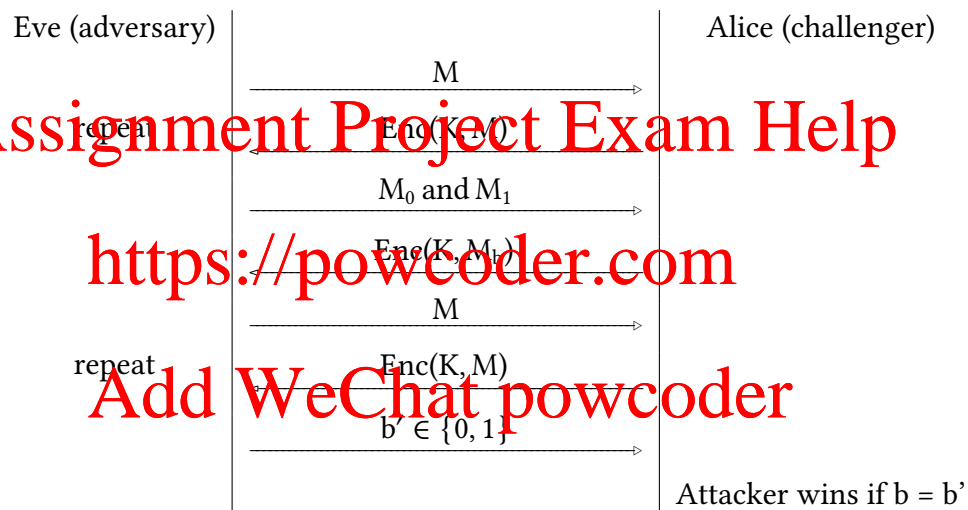 Eve (adversary) Alice (challenger)
M
Assignment Project Exam Help
repeat Enc(K, M)
M₀ and M₁
Enc(K, M_b)
https://powcoder.com
M
repeat Enc(K, M)
Add WeChat powcoder
b′ ∈ {0, 1}
Attacker wins if b = b'